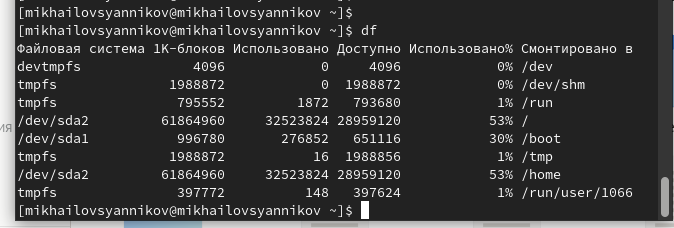 [mikhailovsyannikov@mikhailovsyannikov ~]$
[mikhailovsyannikov@mikhailovsyannikov ~]$ df
Файловая система 1K-блоков Использовано Доступно Использовано% Смонтировано в
devtmpfs 4096 0 4096 0% /dev
tmpfs 1988872 0 1988872 0% /dev/shm
tmpfs 795552 1872 793680 1% /run
/dev/sda2 61864960 32523824 28959120 53% /
/dev/sda1 996780 276852 651116 30% /boot
tmpfs 1988872 16 1988856 1% /tmp
/dev/sda2 61864960 32523824 28959120 53% /home
tmpfs 397772 148 397624 1% /run/user/1066
[mikhailovsyannikov@mikhailovsyannikov ~]$